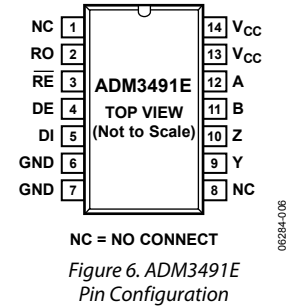 NC 1
RO 2
RE 3
DE 4
DI 5
GND 6
GND 7
ADM3491E
TOP VIEW
(Not to Scale)
14 VCC
13 VCC
12 A
11 B
10 Z
9 Y
8 NC
NC = NO CONNECT
06284-006
Figure 6. ADM3491E
Pin Configuration